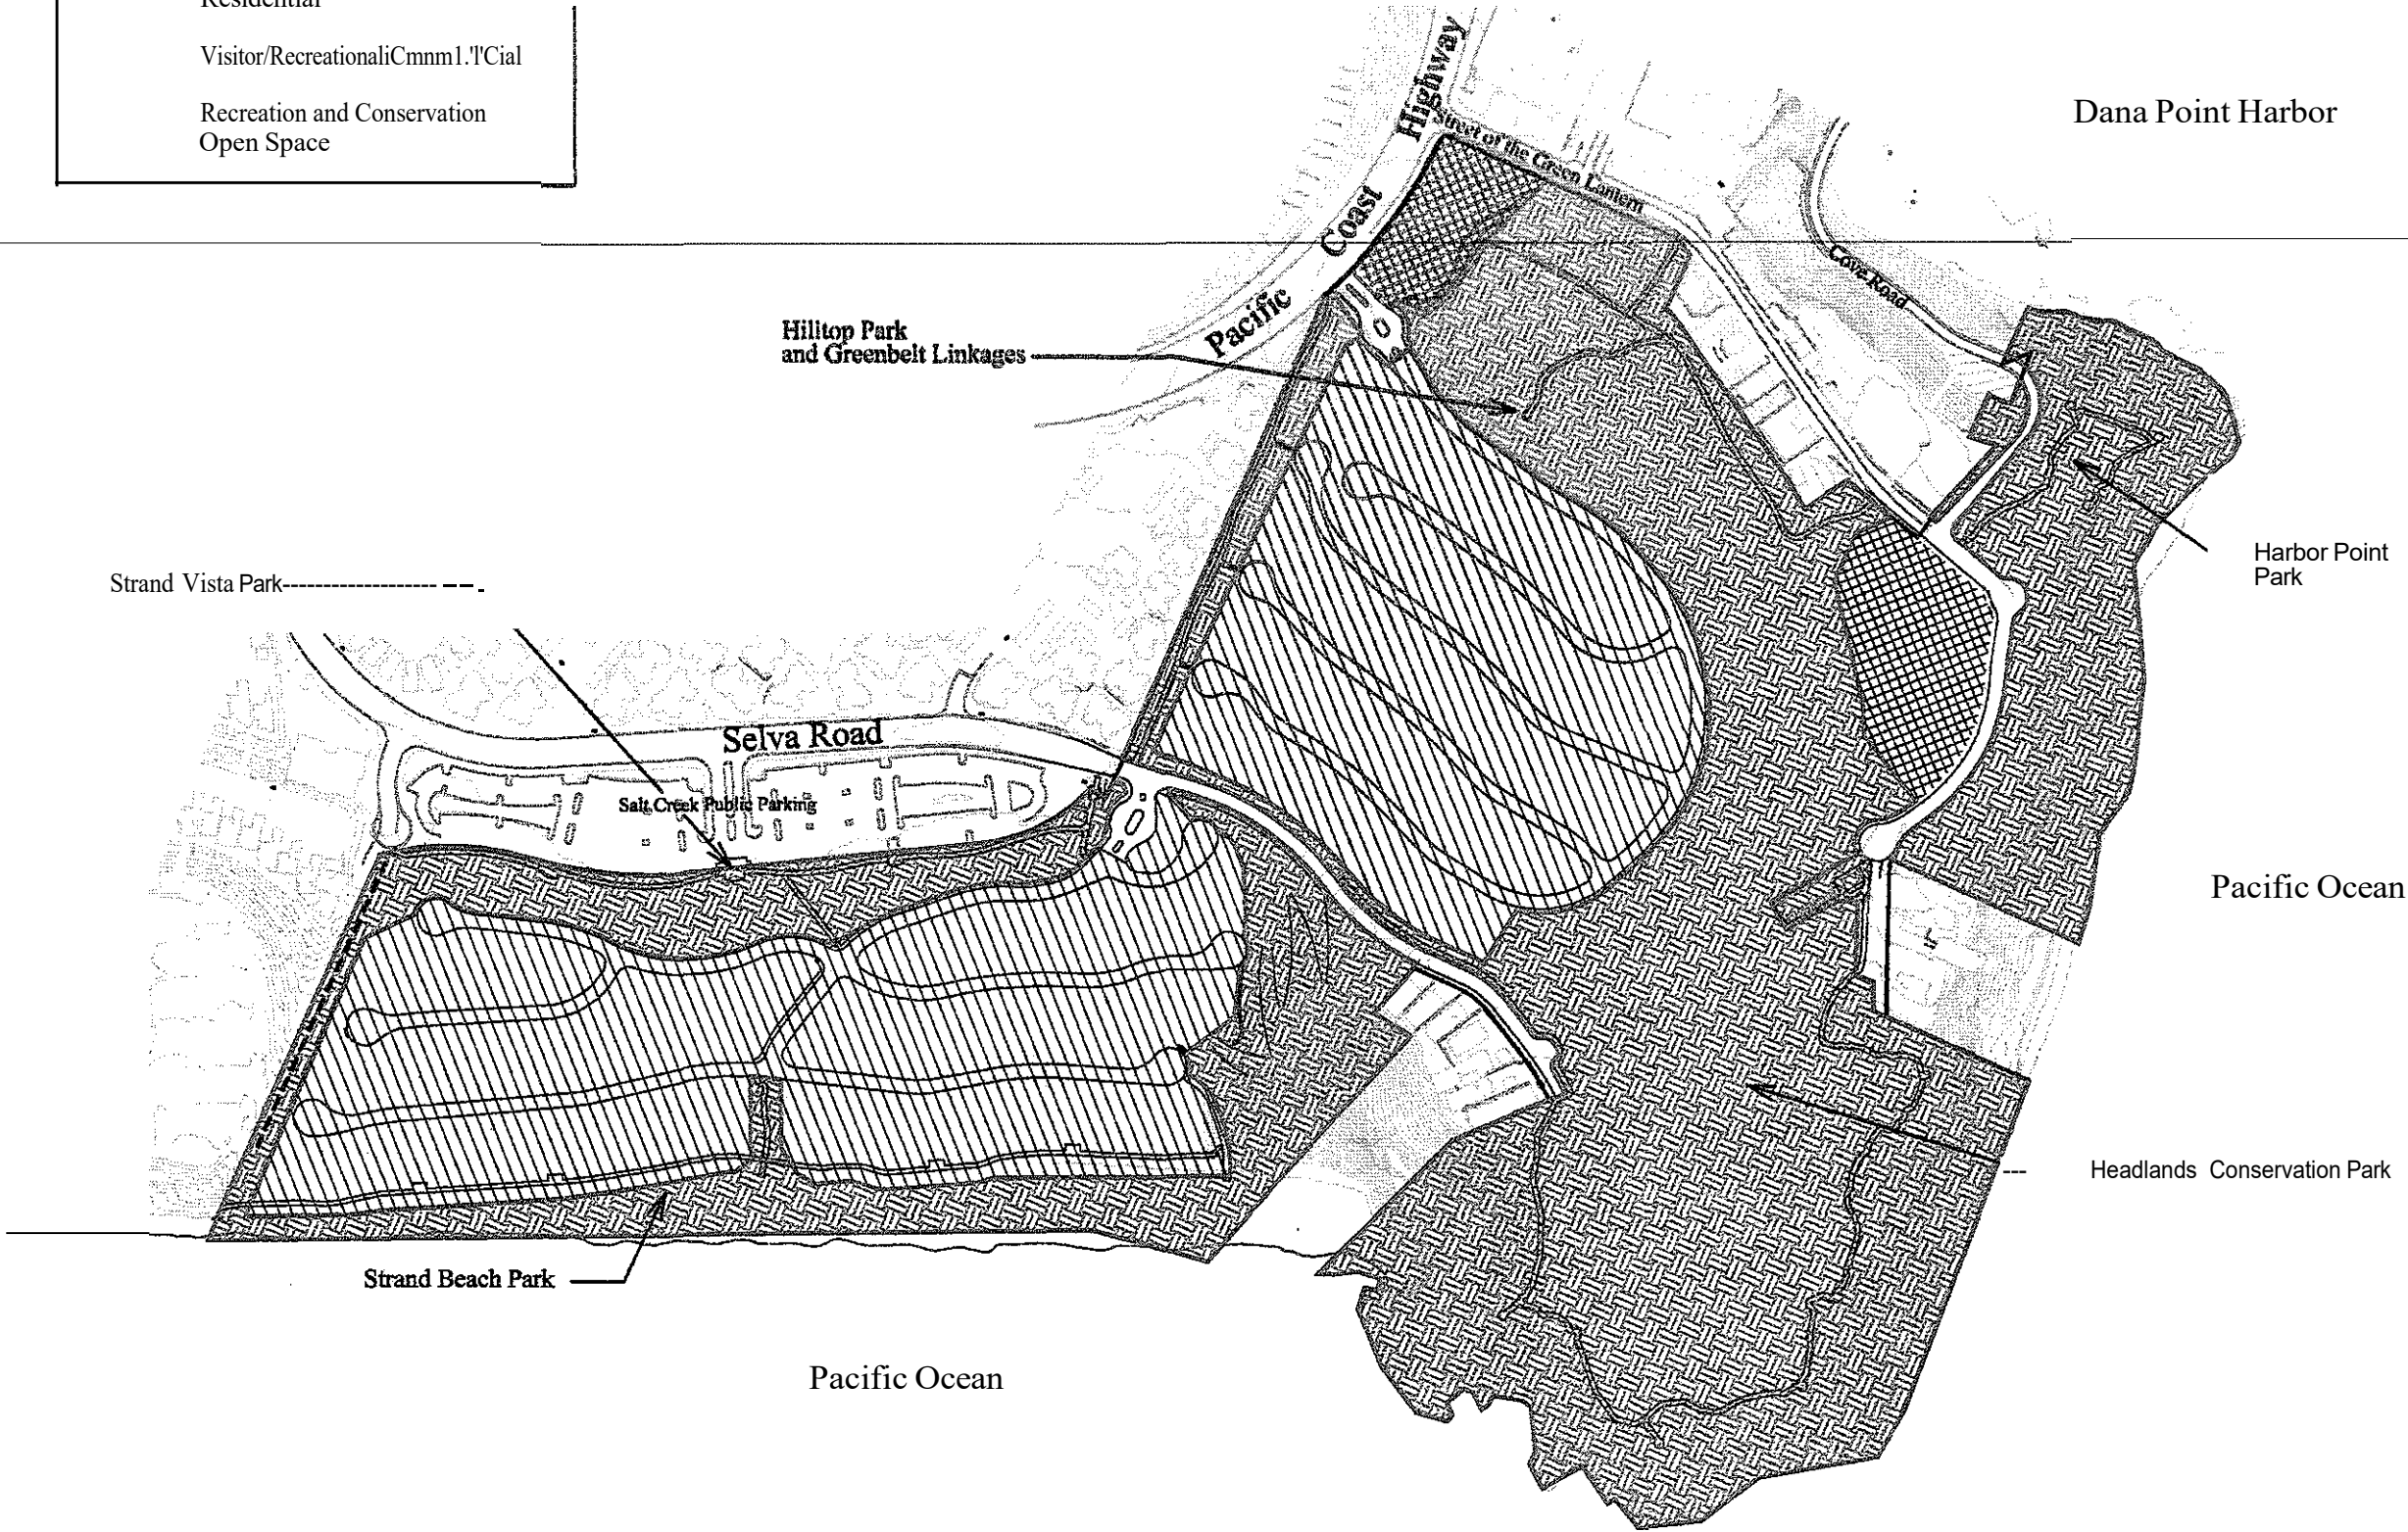 Residential
Visitor/RecreationaliCmnm1.'l'Cial
Recreation and Conservation
Open Space
Dana Point Harbor
Pacific Coast Highway
Street of the Green Lantern
Cove Road
Hilltop Park
and Greenbelt Linkages
Harbor Point
Park
Strand Vista Park------------------- -- -
Selva Road
Salt Creek Public Parking
Pacific Ocean
--- Headlands Conservation Park
Strand Beach Park
Pacific Ocean